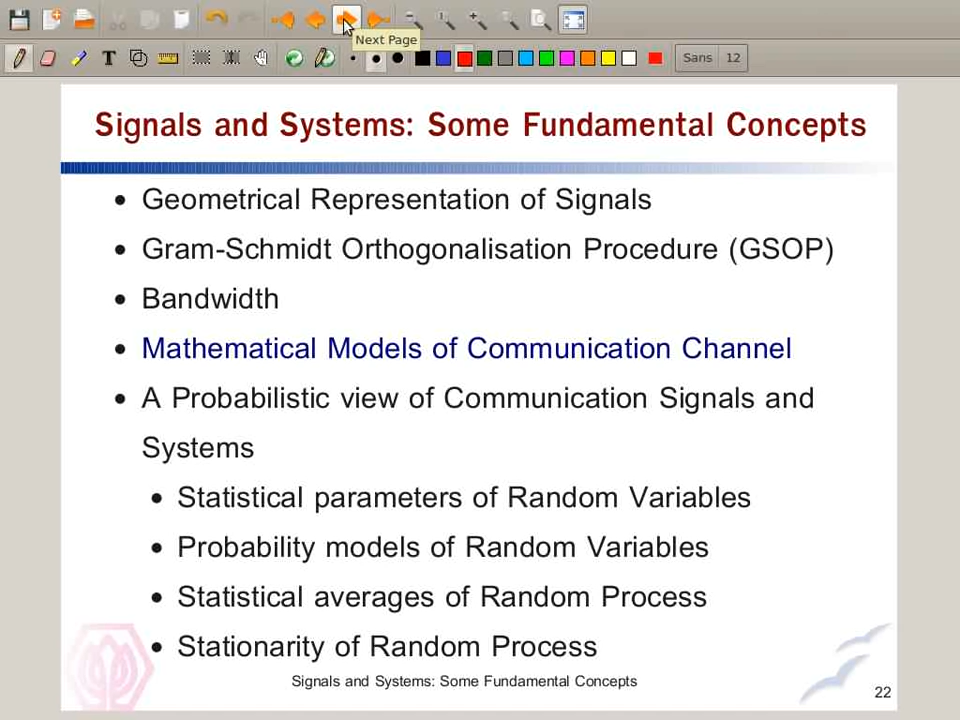 Next Page
Sans 12
Signals and Systems: Some Fundamental Concepts
• Geometrical Representation of Signals
• Gram-Schmidt Orthogonalisation Procedure (GSOP)
• Bandwidth
• Mathematical Models of Communication Channel
• A Probabilistic view of Communication Signals and
Systems
• Statistical parameters of Random Variables
• Probability models of Random Variables
• Statistical averages of Random Process
• Stationarity of Random Process
Signals and Systems: Some Fundamental Concepts
22